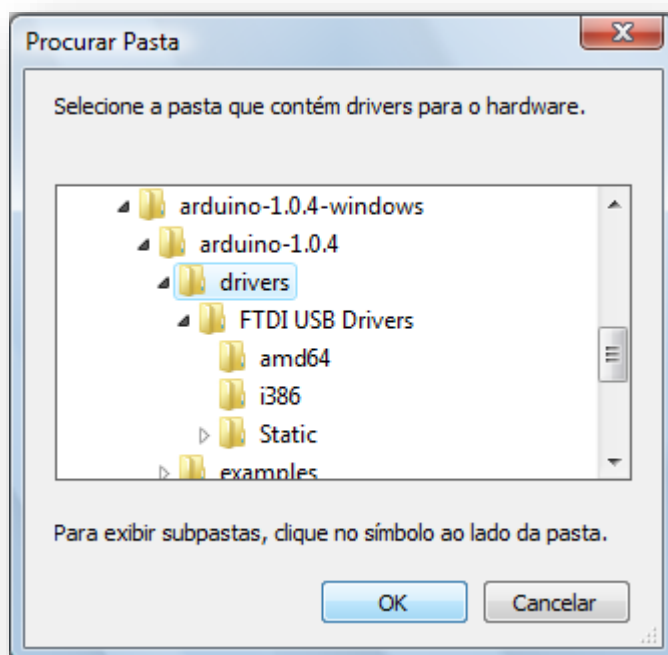 Procurar Pasta
Selecione a pasta que contém drivers para o hardware.
arduino-1.0.4-windows
arduino-1.0.4
drivers
FTDI USB Drivers
amd64
i386
Static
examples
Para exibir subpastas, clique no símbolo ao lado da pasta.
OK
Cancelar